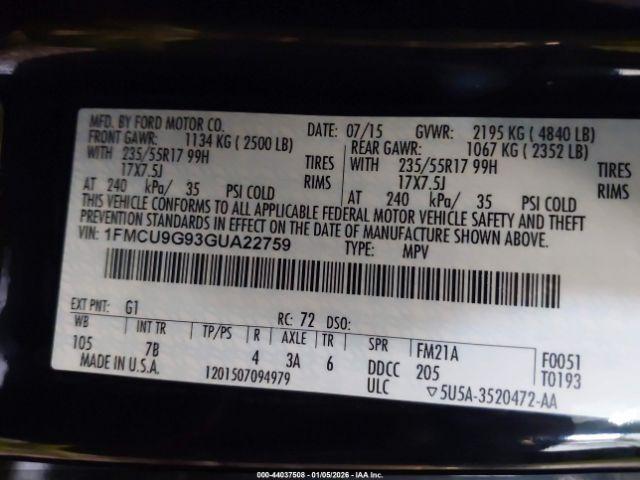 MFD. BY FORD MOTOR CO.
DATE: 07/15 GVWR: 2195 KG ( 4840 LB)
FRONT GAWR: 1134 KG ( 2500 LB) REAR GAWR: 1067 KG ( 2352 LB)
WITH 235/55R17 99H TIRES WITH 235/55R17 99H TIRES
17X7.5J RIMS 17X7.5J RIMS
AT 240 kPa/ 35 PSI COLD AT 240 kPa/ 35 PSI COLD
THIS VEHICLE CONFORMS TO ALL APPLICABLE FEDERAL MOTOR VEHICLE SAFETY AND THEFT
PREVENTION STANDARDS IN EFFECT ON THE DATE OF MANUFACTURE SHOWN ABOVE.
VIN: 1FMCU9G93GUA22759 TYPE: MPV
EXT PNT: G1 RC: 72 DSO:
WB INT TR TP/PS R AXLE TR SPR FM21A F0051
105 7B 4 3A 6 DDCC 205 T0193
MADE IN U.S.A. 1201507094979 ULC ▽5U5A-3520472-AA
000-44037508 - 01/05/2026 - IAA Inc.